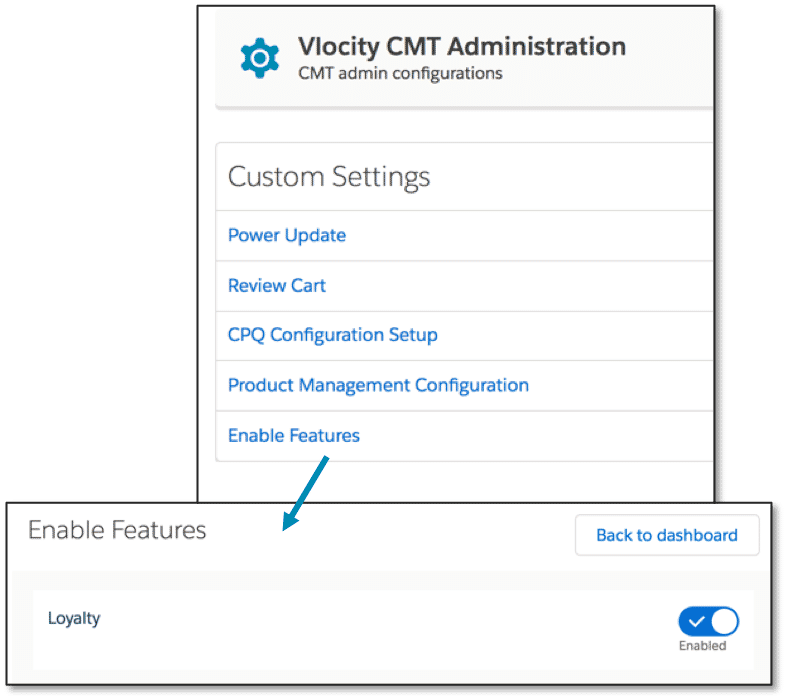 Vlocity CMT Administration
CMT admin configurations
Custom Settings
Power Update
Review Cart
CPQ Configuration Setup
Product Management Configuration
Enable Features
Enable Features
Back to dashboard
Loyalty
Enabled